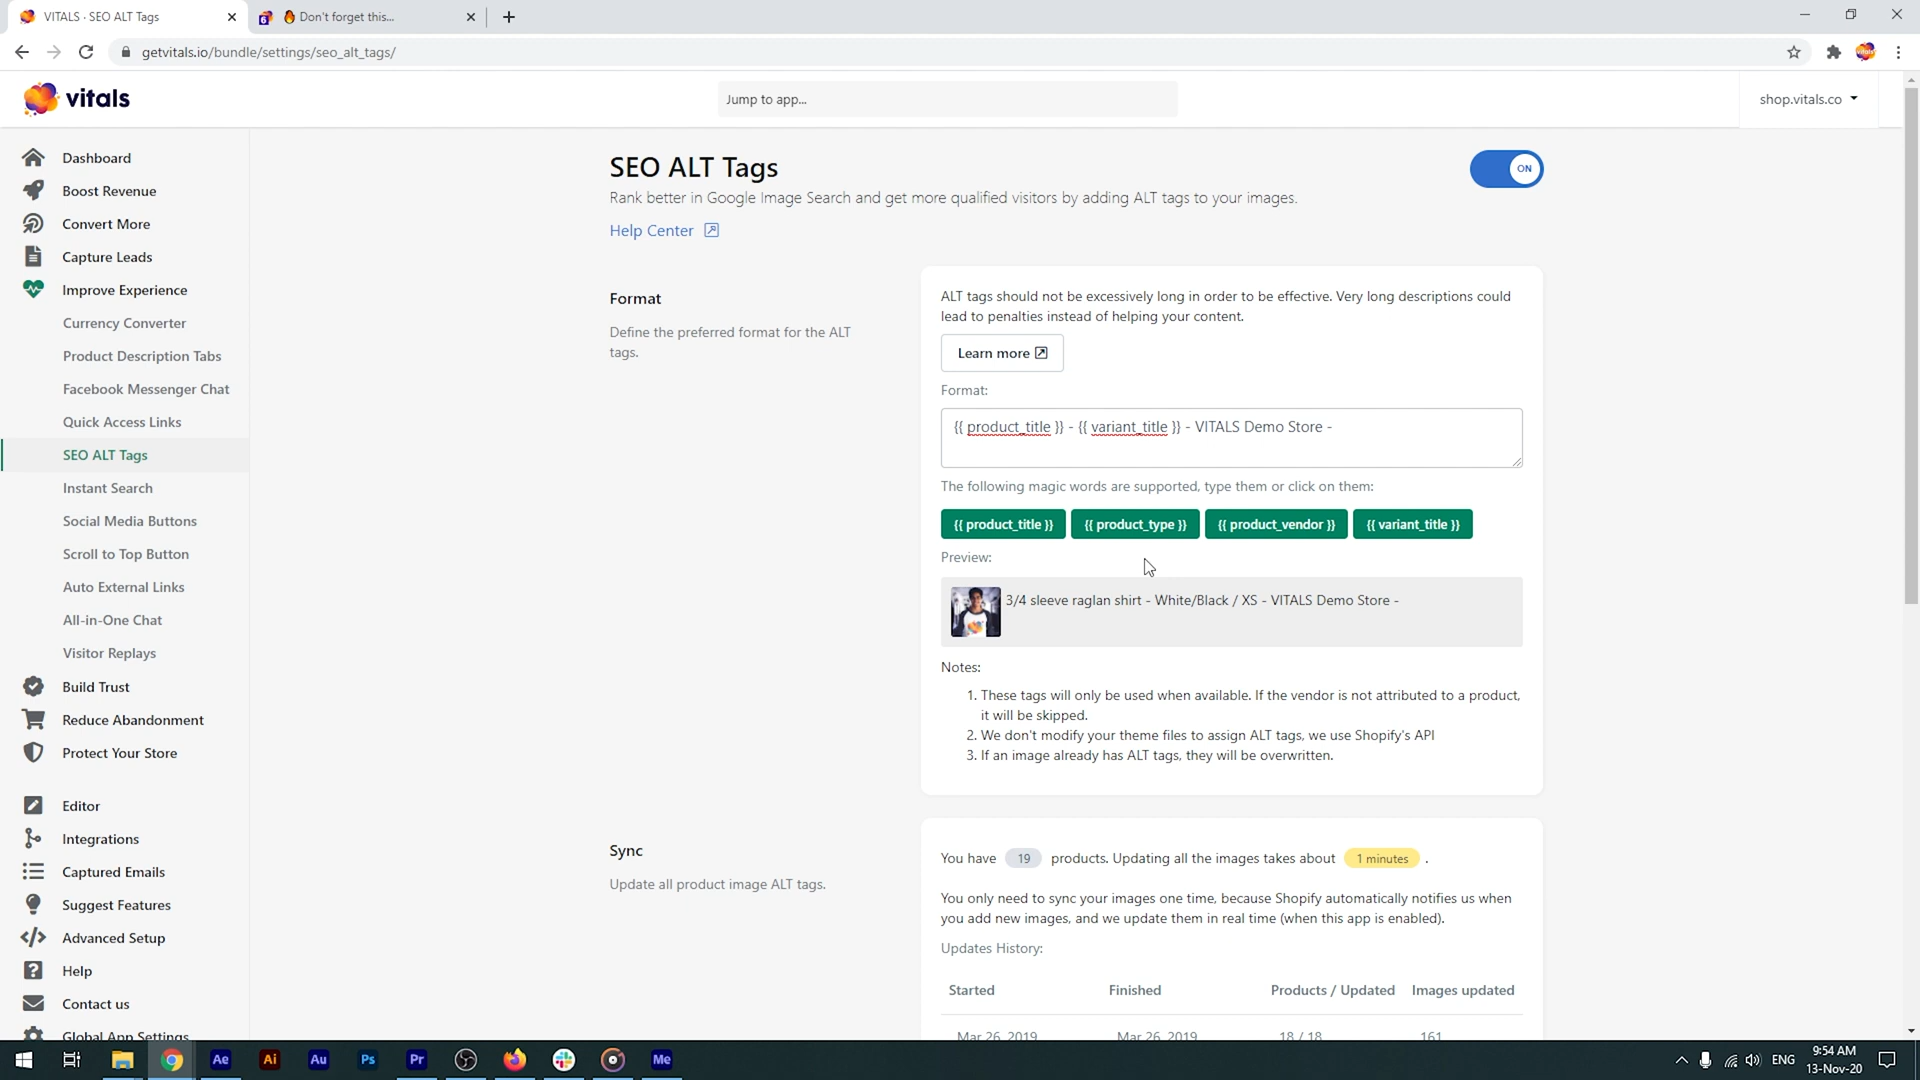 VITALS · SEO ALT Tags
6
Don't forget this...
getvitals.io/bundle/settings/seo_alt_tags/
vitals
Jump to app...
shop.vitals.co
Dashboard
Boost Revenue
Convert More
Capture Leads
Improve Experience
Currency Converter
Product Description Tabs
Facebook Messenger Chat
Quick Access Links
SEO ALT Tags
Instant Search
Social Media Buttons
Scroll to Top Button
Auto External Links
All-in-One Chat
Visitor Replays
Build Trust
Reduce Abandonment
Protect Your Store
Editor
Integrations
Captured Emails
Suggest Features
Advanced Setup
Help
Contact us
Global App Settings
SEO ALT Tags
ON
Rank better in Google Image Search and get more qualified visitors by adding ALT tags to your images.
Help Center
Format
Define the preferred format for the ALT
tags.
ALT tags should not be excessively long in order to be effective. Very long descriptions could
lead to penalties instead of helping your content.
Learn more
Format:
{{ product_title }} - {{ variant_title }} - VITALS Demo Store -
The following magic words are supported, type them or click on them:
{{ product_title }} {{ product_type }} {{ product_vendor }} {{ variant_title }}
Preview:
3/4 sleeve raglan shirt - White/Black / XS - VITALS Demo Store -
Notes:
1. These tags will only be used when available. If the vendor is not attributed to a product,
it will be skipped.
2. We don't modify your theme files to assign ALT tags, we use Shopify's API
3. If an image already has ALT tags, they will be overwritten.
Sync
Update all product image ALT tags.
You have 19 products. Updating all the images takes about 1 minutes .
You only need to sync your images one time, because Shopify automatically notifies us when
you add new images, and we update them in real time (when this app is enabled).
Updates History:
Started Finished Products / Updated Images updated
Mar 26, 2019 Mar 26, 2019 18 / 18 161
Ae Ai Au Ps Pr Me
ENG
9:54 AM
13-Nov-20